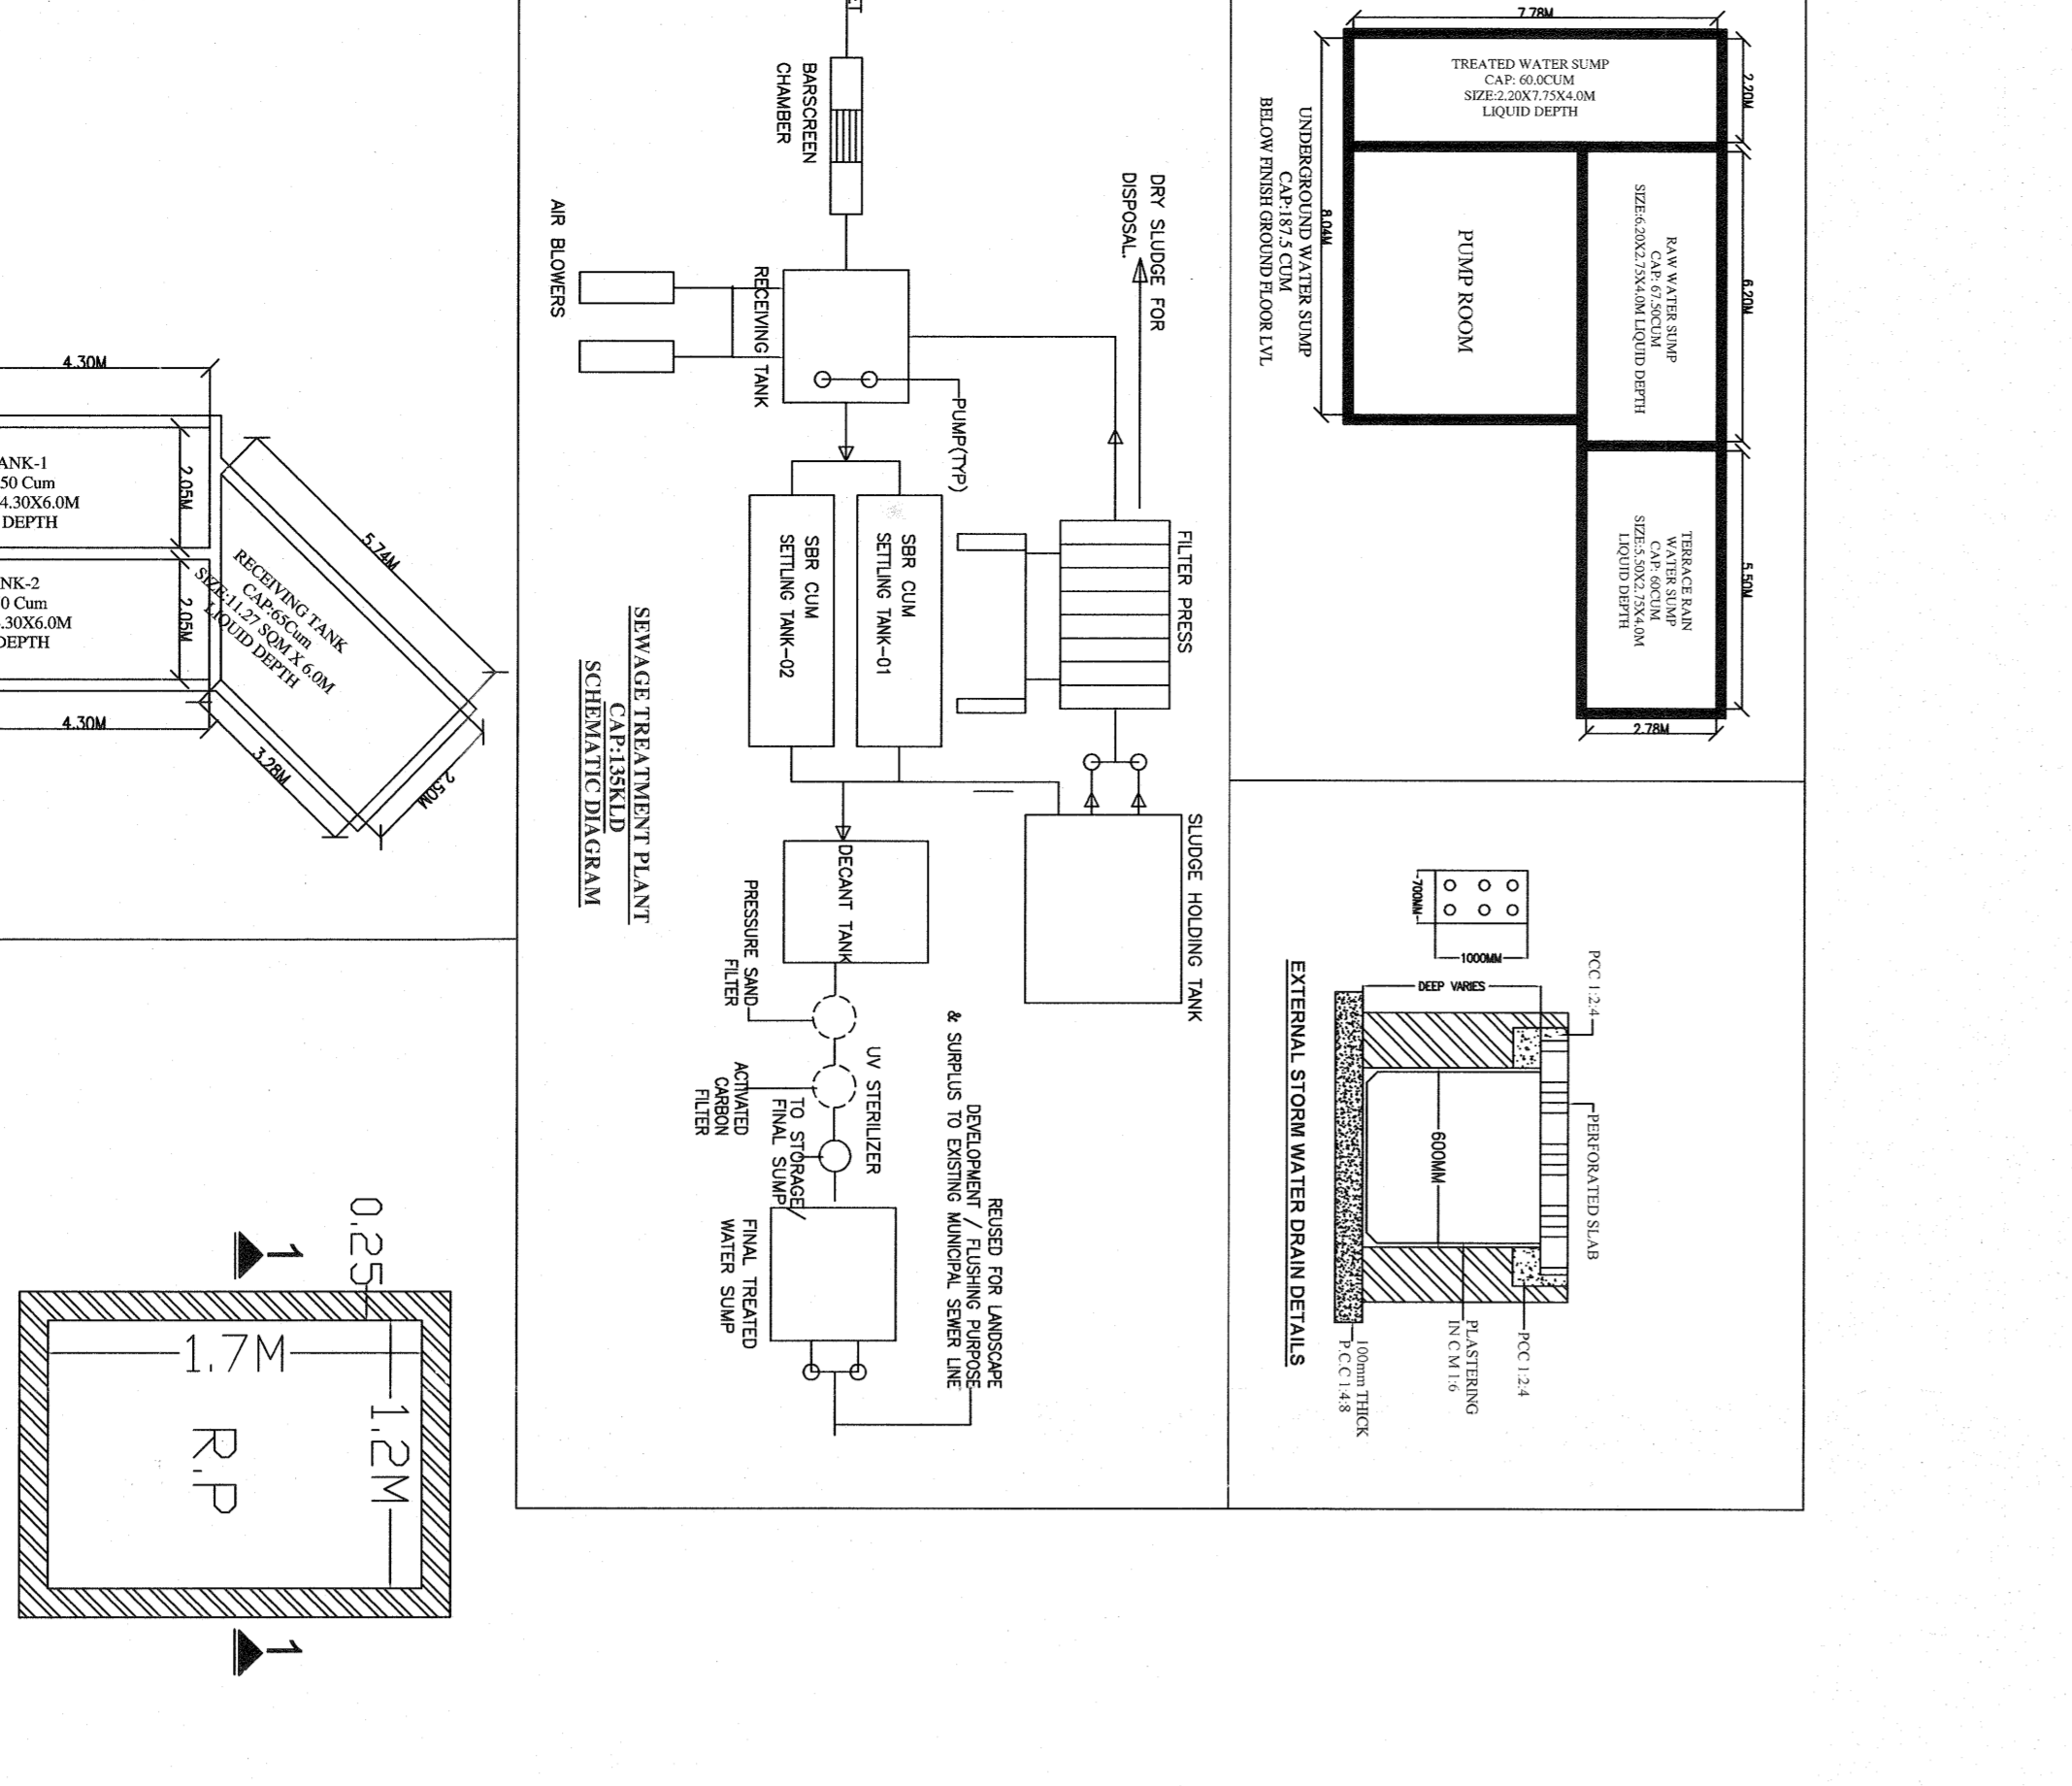 7.78M
TREATED WATER SUMP
CAP: 60.0CUM
SIZE:2.20X7.75X4.0M
LIQUID DEPTH
2.20M
RAW WATER SUMP
CAP: 67.50CUM
SIZE:6.20X2.75X4.0M LIQUID DEPTH
6.20M
PUMP ROOM
8.04M
UNDERGROUND WATER SUMP
CAP:187.5 CUM
BELOW FINISH GROUND FLOOR LVL
TERRACE RAIN
WATER SUMP
CAP: 60CUM
SIZE:5.50X2.75X4.0M
LIQUID DEPTH
5.50M
2.78M
BARSCREEN
CHAMBER
AIR BLOWERS
RECEIVING TANK
PUMP(TYP)
DRY SLUDGE FOR
DISPOSAL.
FILTER PRESS
SBR CUM
SETTLING TANK-01
SBR CUM
SETTLING TANK-02
SLUDGE HOLDING TANK
DECANT TANK
PRESSURE SAND
FILTER
ACTIVATED
CARBON
FILTER
UV STERILIZER
TO STORAGE
FINAL SUMP
FINAL TREATED
WATER SUMP
REUSED FOR LANDSCAPE
DEVELOPMENT / FLUSHING PURPOSE
& SURPLUS TO EXISTING MUNICIPAL SEWER LINE
SEWAGE TREATMENT PLANT
CAP:135KLD
SCHEMATIC DIAGRAM
700MM
1000MM
PCC 1:2:4
DEEP VARIES
PERFORATED SLAB
600MM
PCC 1:2:4
PLASTERING
IN C M 1:6
100mm THICK
P.C.C 1:4:8
EXTERNAL STORM WATER DRAIN DETAILS
4.30M
ANK-1
50 Cum
4.30X6.0M
DEPTH
2.05M
NK-2
0 Cum
.30X6.0M
DEPTH
2.05M
4.30M
RECEIVING TANK
CAP:65Cum
SIZE:11.27 SQM X 6.0M
LIQUID DEPTH
5.74M
3.28M
2.50M
0.25
1
1.7M
1.2M
R.P
1